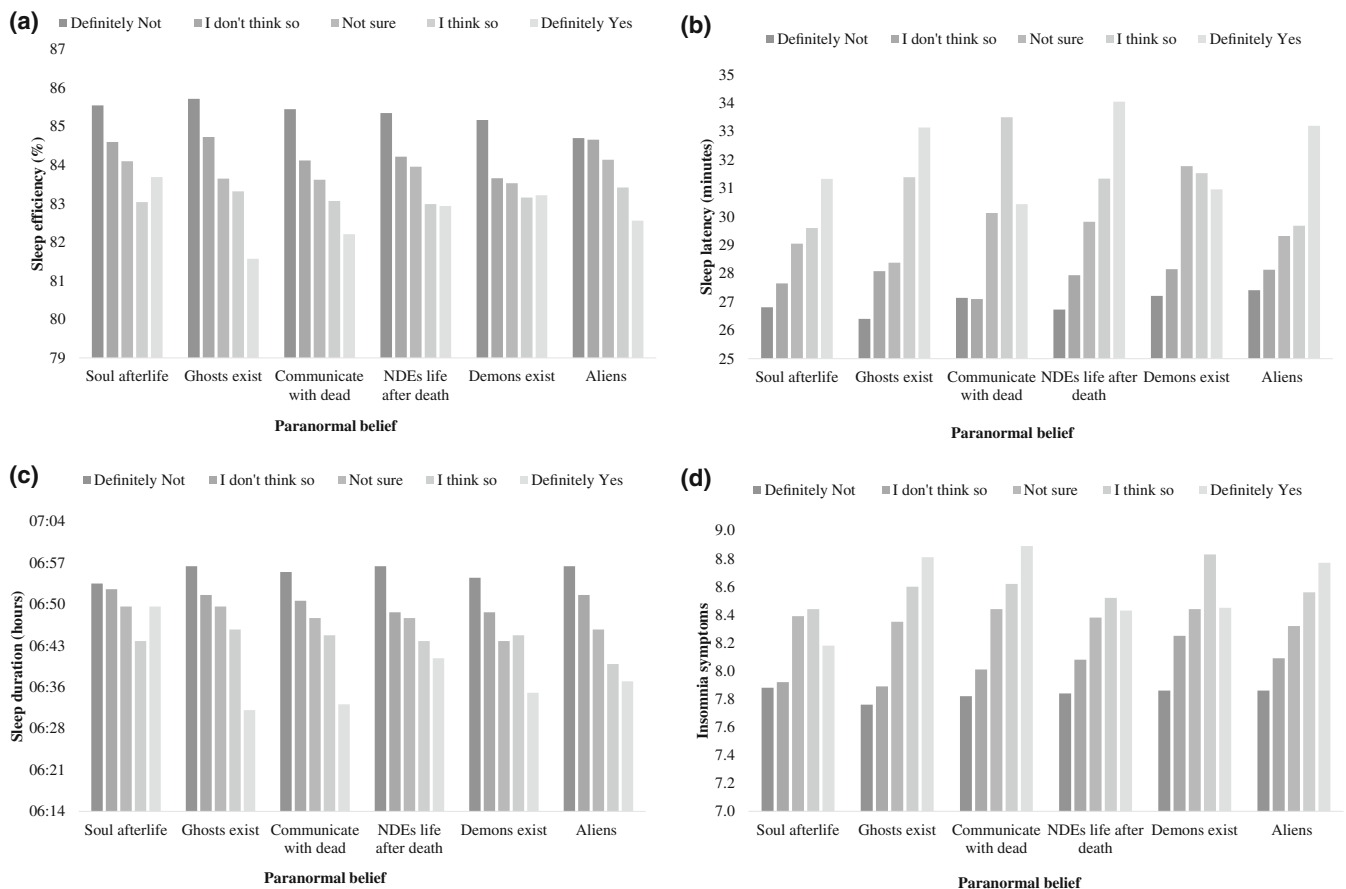 (a)
Definitely Not I don't think so Not sure I think so Definitely Yes
87
86
85
84
83
82
81
80
79
Sleep efficiency (%)
Soul afterlife Ghosts exist Communicate with dead NDEs life after death Demons exist Aliens
Paranormal belief
(b)
Definitely Not I don't think so Not sure I think so Definitely Yes
35
34
33
31
30
29
28
27
26
25
Sleep latency (minutes)
Soul afterlife Ghosts exist Communicate with dead NDEs life after death Demons exist Aliens
Paranormal belief
(c)
Definitely Not I don't think so Not sure I think so Definitely Yes
07:04
06:57
06:50
06:43
06:36
06:28
06:21
06:14
Sleep duration (hours)
Soul afterlife Ghosts exist Communicate with dead NDEs life after death Demons exist Aliens
Paranormal belief
(d)
Definitely Not I don't think so Not sure I think so Definitely Yes
9.0
8.8
8.6
8.4
8.2
8.0
7.8
7.6
7.4
7.2
7.0
Insomnia symptoms
Soul afterlife Ghosts exist Communicate with dead NDEs life after death Demons exist Aliens
Paranormal belief